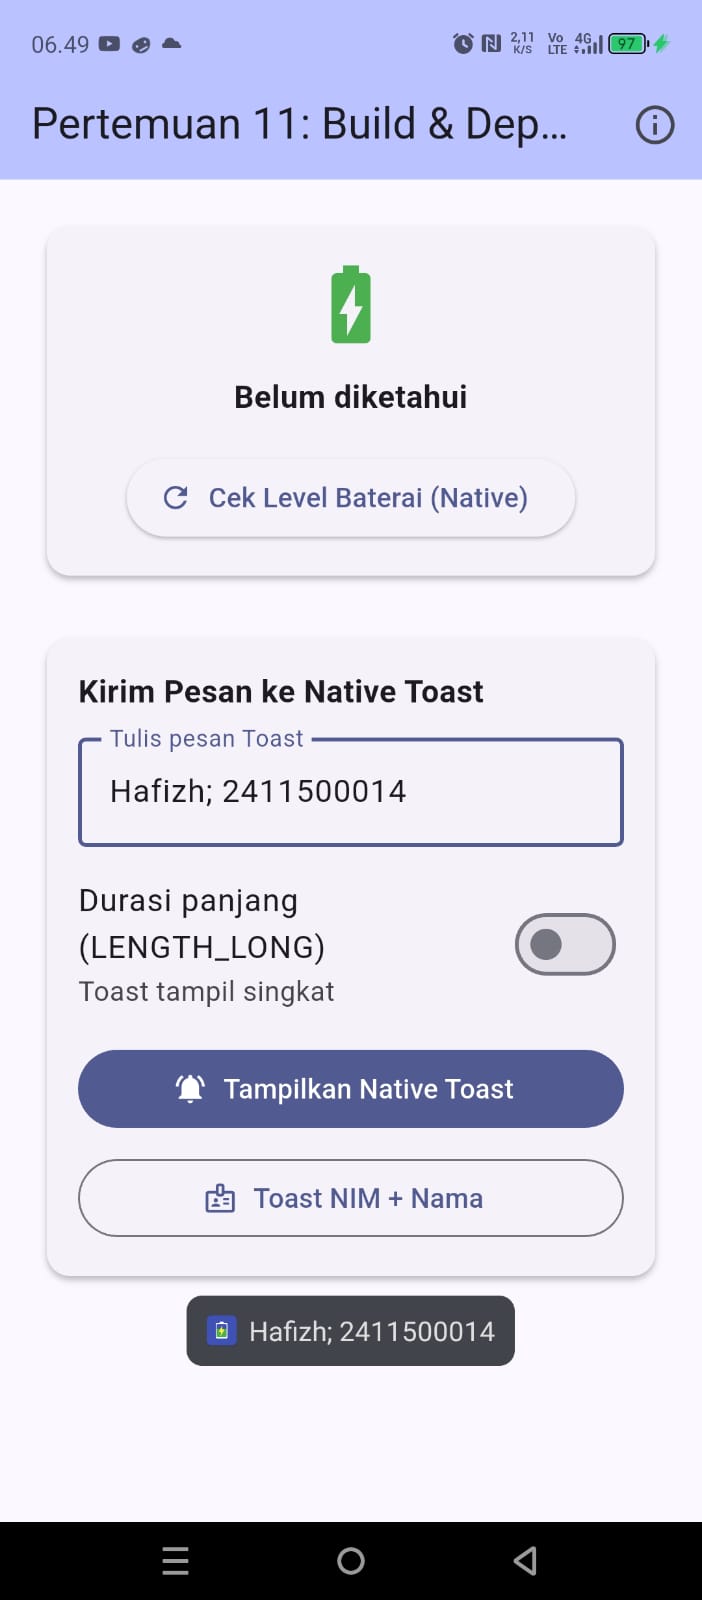 06.49
2,11
K/S
Vo
LTE
4G
97
Pertemuan 11: Build & Dep...
Belum diketahui
Cek Level Baterai (Native)
Kirim Pesan ke Native Toast
Tulis pesan Toast
Hafizh; 2411500014
Durasi panjang
(LENGTH_LONG)
Toast tampil singkat
Tampilkan Native Toast
Toast NIM + Nama
Hafizh; 2411500014